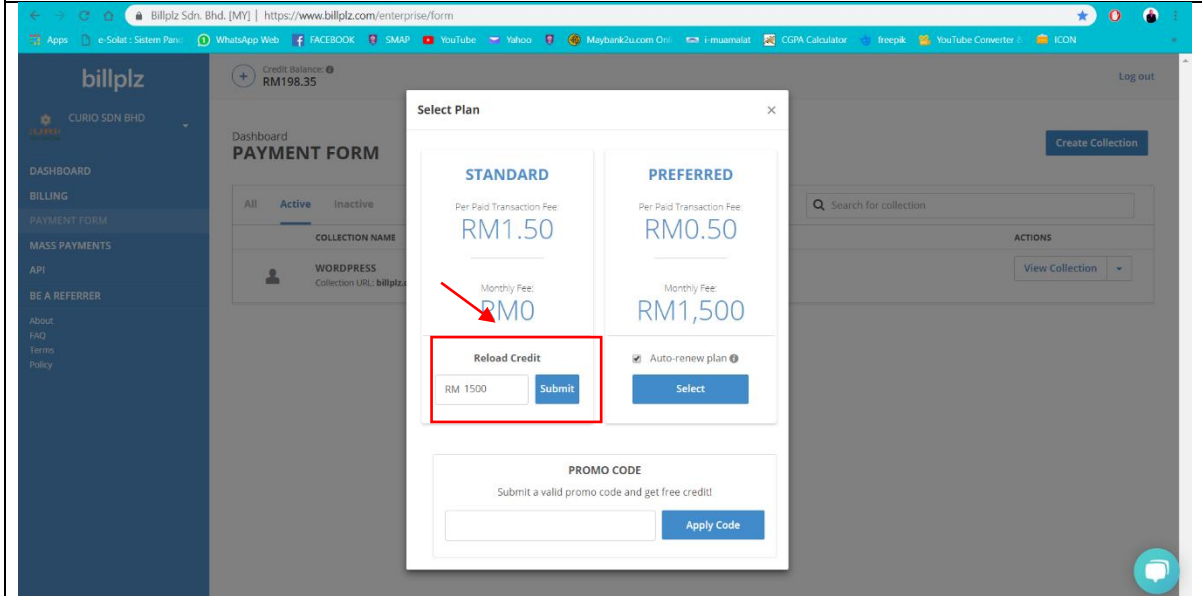 Billplz Sdn. Bhd. [MY] | https://www.billplz.com/enterprise/form
Apps e-Solat : Sistem Pan WhatsApp Web FACEBOOK SMAP YouTube Yahoo Maybank2u.com Onl i-muamalat CGPA Calculator freepik YouTube Converter & ICON
billplz
Credit Balance:
RM198.35
Log out
CURIO SDN BHD
DASHBOARD
BILLING
PAYMENT FORM
MASS PAYMENTS
API
BE A REFERRER
About
FAQ
Terms
Policy
Dashboard
PAYMENT FORM
Create Collection
All Active Inactive
Search for collection
COLLECTION NAME
ACTIONS
WORDPRESS
Collection URL: billplz.c
View Collection
Select Plan ×
STANDARD
Per Paid Transaction Fee:
RM1.50
Monthly Fee:
RM0
Reload Credit
RM 1500 Submit
PREFERRED
Per Paid Transaction Fee:
RM0.50
Monthly Fee:
RM1,500
Auto-renew plan
Select
PROMO CODE
Submit a valid promo code and get free credit!
Apply Code